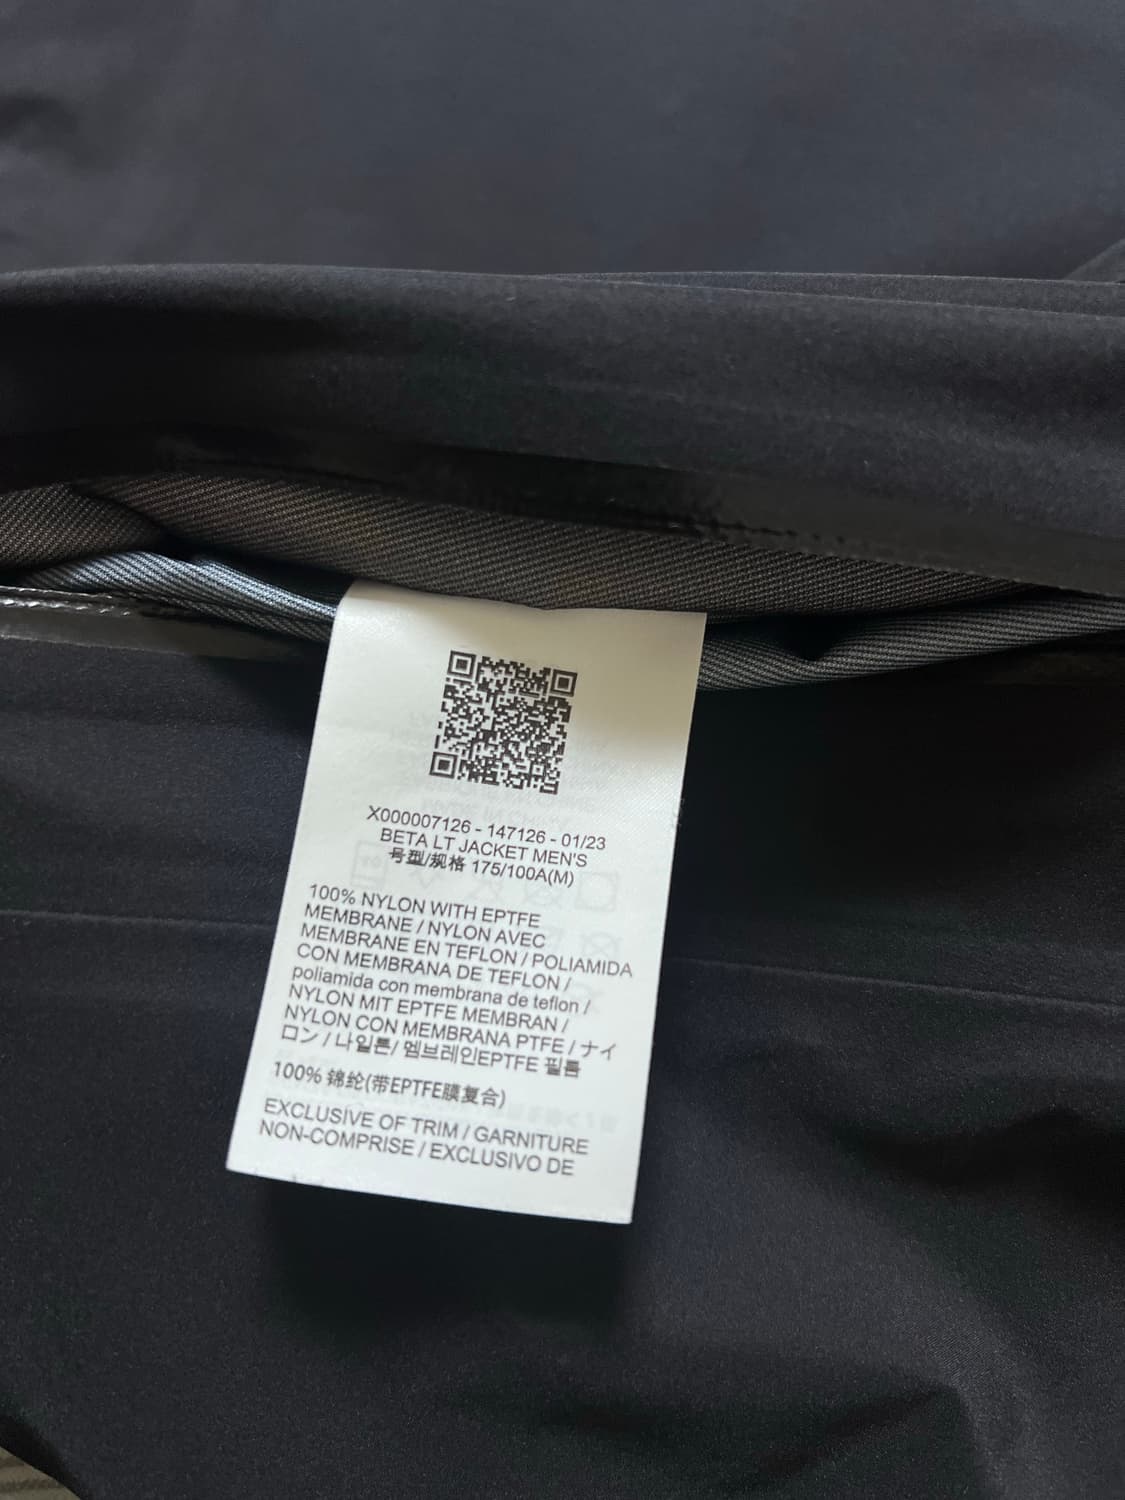 X000007126 - 147126 - 01/23
BETA LT JACKET MEN'S
号型/规格 175/100A(M)
100% NYLON WITH EPTFE
MEMBRANE / NYLON AVEC
MEMBRANE EN TEFLON / POLIAMIDA
CON MEMBRANA DE TEFLON /
poliamida con membrana de teflon /
NYLON MIT EPTFE MEMBRAN /
NYLON CON MEMBRANA PTFE / ナイ
ロン / 나일론/ 멤브레인EPTFE 필름
100% 锦纶(带EPTFE膜复合)
EXCLUSIVE OF TRIM / GARNITURE
NON-COMPRISE / EXCLUSIVO DE